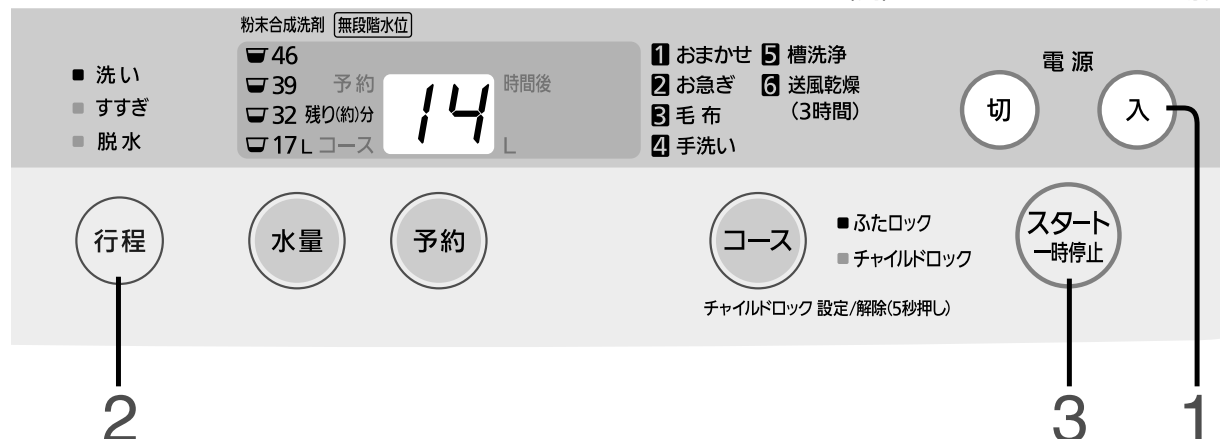 粉末合成洗剤 無段階水位
洗い
すすぎ
脱水
46
39 予約
32 残り(約)分
17L コース
14
時間後
L
1 おまかせ 5 槽洗浄
2 お急ぎ 6 送風乾燥
3 毛布 (3時間)
4 手洗い
電源
切 入
行程
水量
予約
コース
ふたロック
チャイルドロック
スタート
一時停止
チャイルドロック 設定/解除(5秒押し)
2
3
1